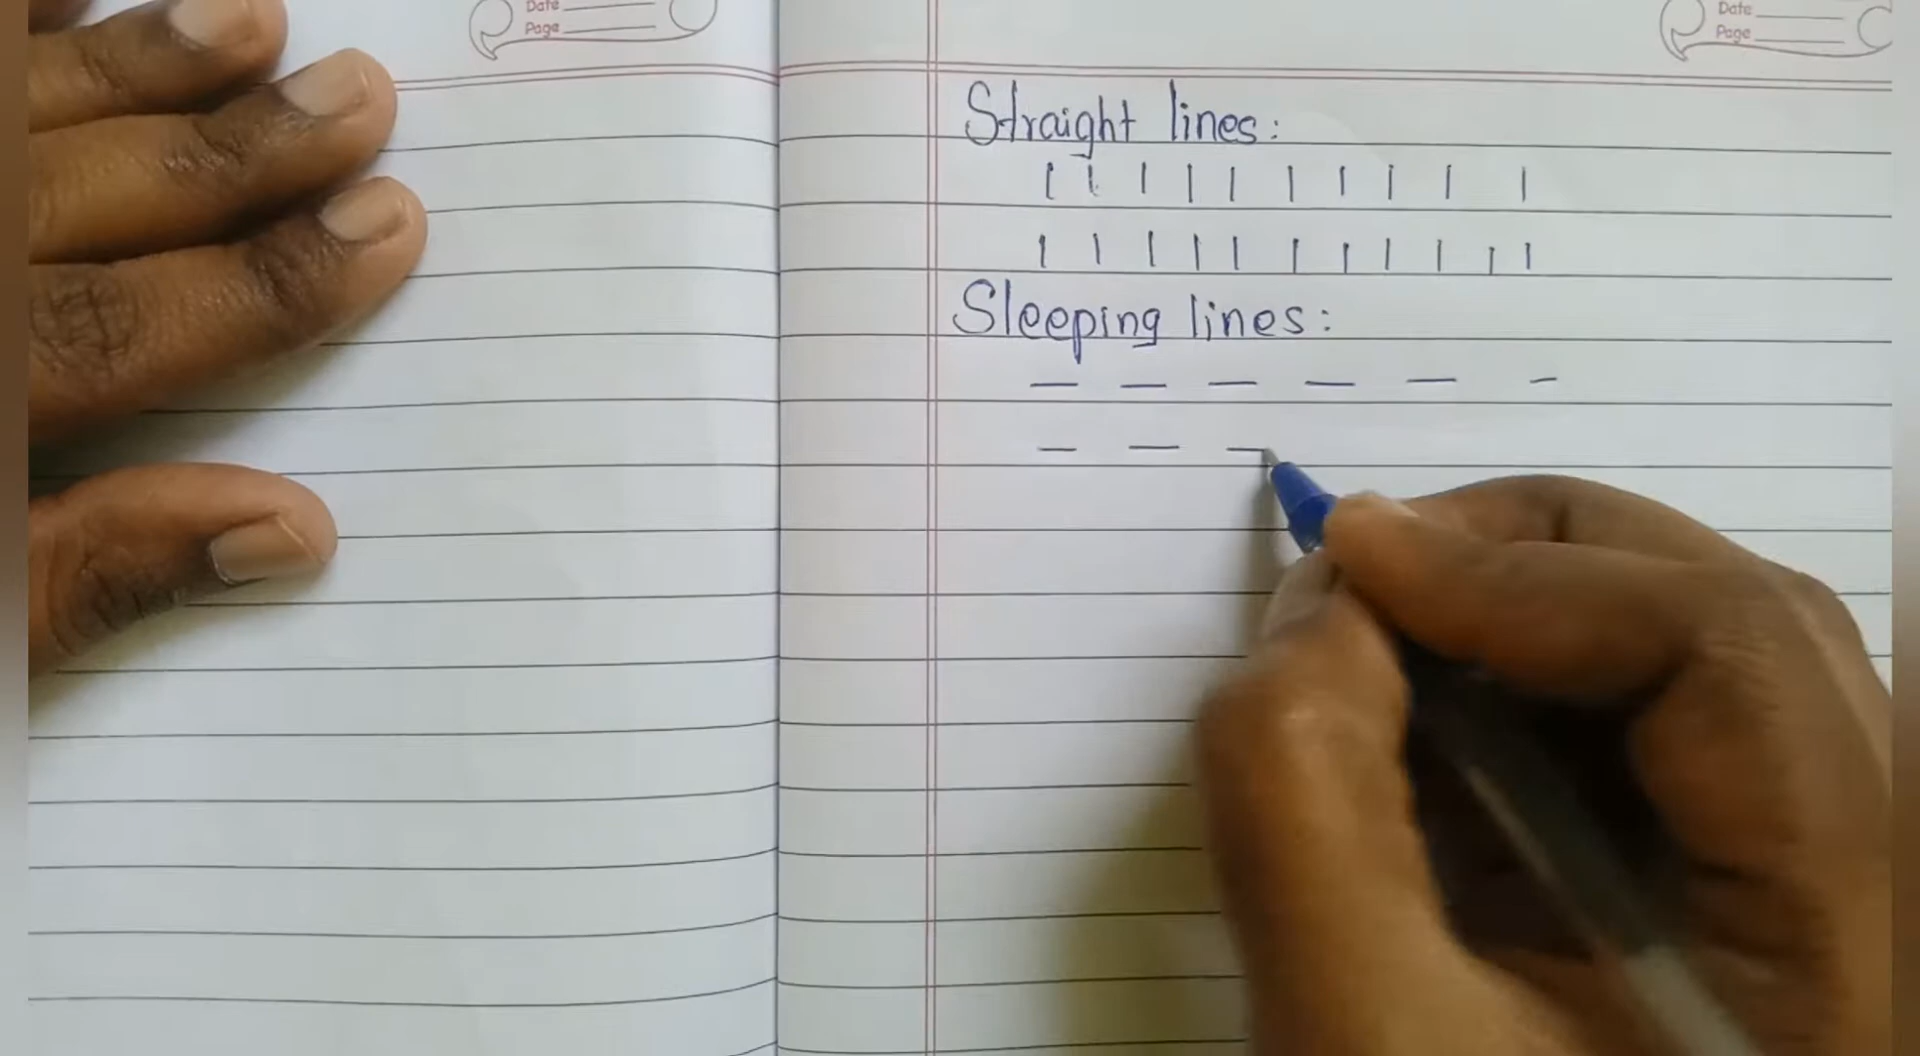 Date
Page
Date
Page
Straight lines:
| | | | | | | | | |
| | | | | | | | | | |
Sleeping lines:
— — — — — -
— — —